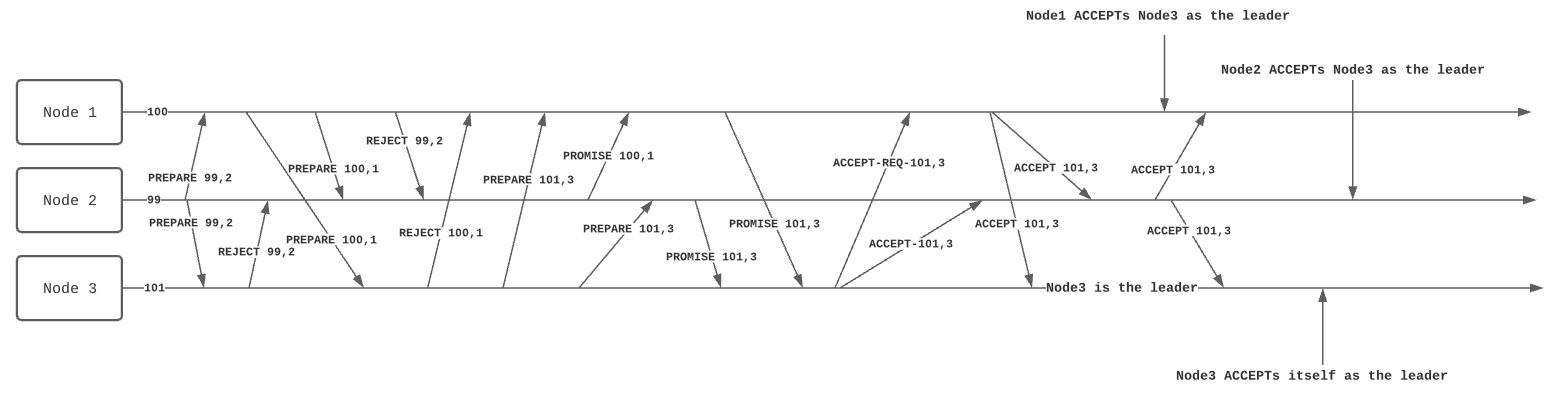 Node1 ACCEPTs Node3 as the leader
Node2 ACCEPTs Node3 as the leader
Node 1
100
REJECT 99,2
PROMISE 100,1
ACCEPT-REQ-101,3
PREPARE 100,1
ACCEPT 101,3
ACCEPT 101,3
PREPARE 99,2
PREPARE 101,3
Node 2
99
PREPARE 99,2
PROMISE 101,3
ACCEPT 101,3
PREPARE 101,3
REJECT 100,1
ACCEPT 101,3
PREPARE 100,1
ACCEPT-101,3
REJECT 99,2
PROMISE 101,3
Node 3
101
Node3 is the leader
Node3 ACCEPTs itself as the leader